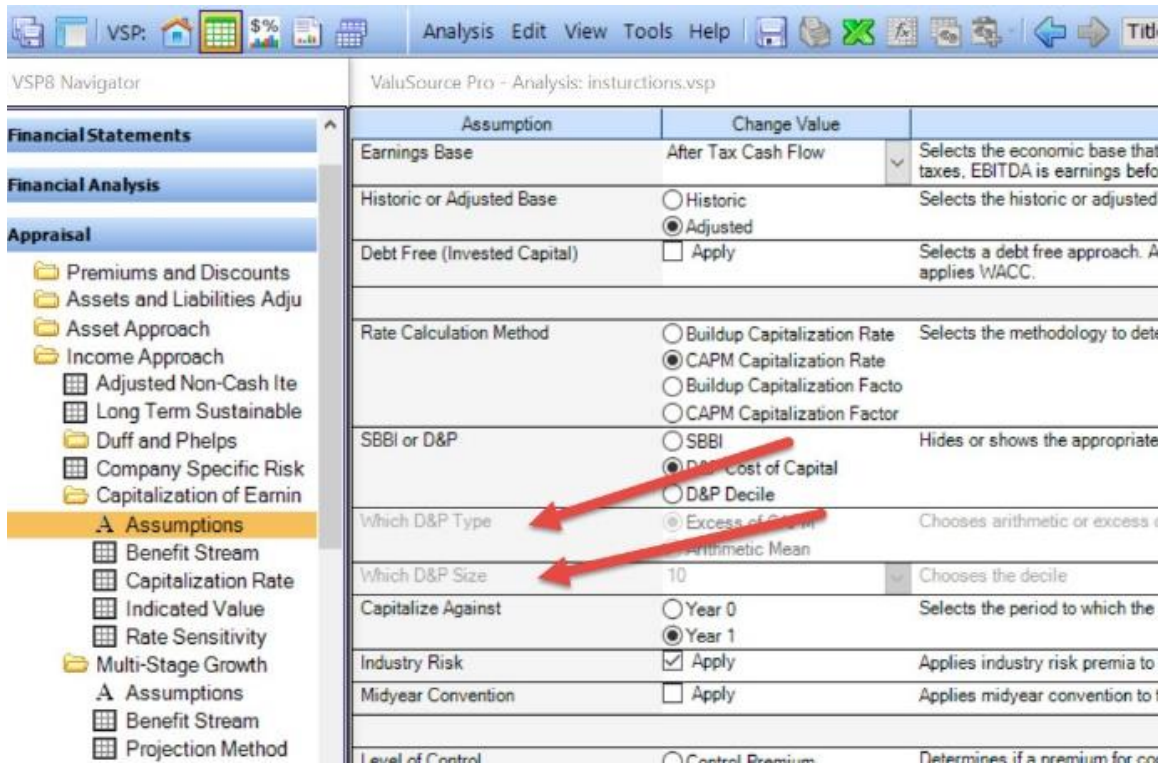 VSP: $% Analysis Edit View Tools Help Title
VSP8 Navigator
ValuSource Pro - Analysis: insturctions.vsp
Financial Statements
Financial Analysis
Appraisal
Premiums and Discounts
Assets and Liabilities Adju
Asset Approach
Income Approach
Adjusted Non-Cash Ite
Long Term Sustainable
Duff and Phelps
Company Specific Risk
Capitalization of Earnin
A Assumptions
Benefit Stream
Capitalization Rate
Indicated Value
Rate Sensitivity
Multi-Stage Growth
A Assumptions
Benefit Stream
Projection Method
Assumption Change Value
Earnings Base After Tax Cash Flow Selects the economic base that
taxes, EBITDA is earnings befo
Historic or Adjusted Base Historic Selects the historic or adjusted
Adjusted
Debt Free (Invested Capital) Apply Selects a debt free approach. A
applies WACC.
Rate Calculation Method Buildup Capitalization Rate Selects the methodology to dete
CAPM Capitalization Rate
Buildup Capitalization Facto
CAPM Capitalization Factor
SBBI or D&P SBBI Hides or shows the appropriate
D&P Cost of Capital
D&P Decile
Which D&P Type Excess of Chooses arithmetic or excess
Arithmetic Mean
Which D&P Size 10 Chooses the decile
Capitalize Against Year 0 Selects the period to which the
Year 1
Industry Risk Apply Applies industry risk premia to
Midyear Convention Apply Applies midyear convention to
Level of Control Control Premium Determines if a premium for co